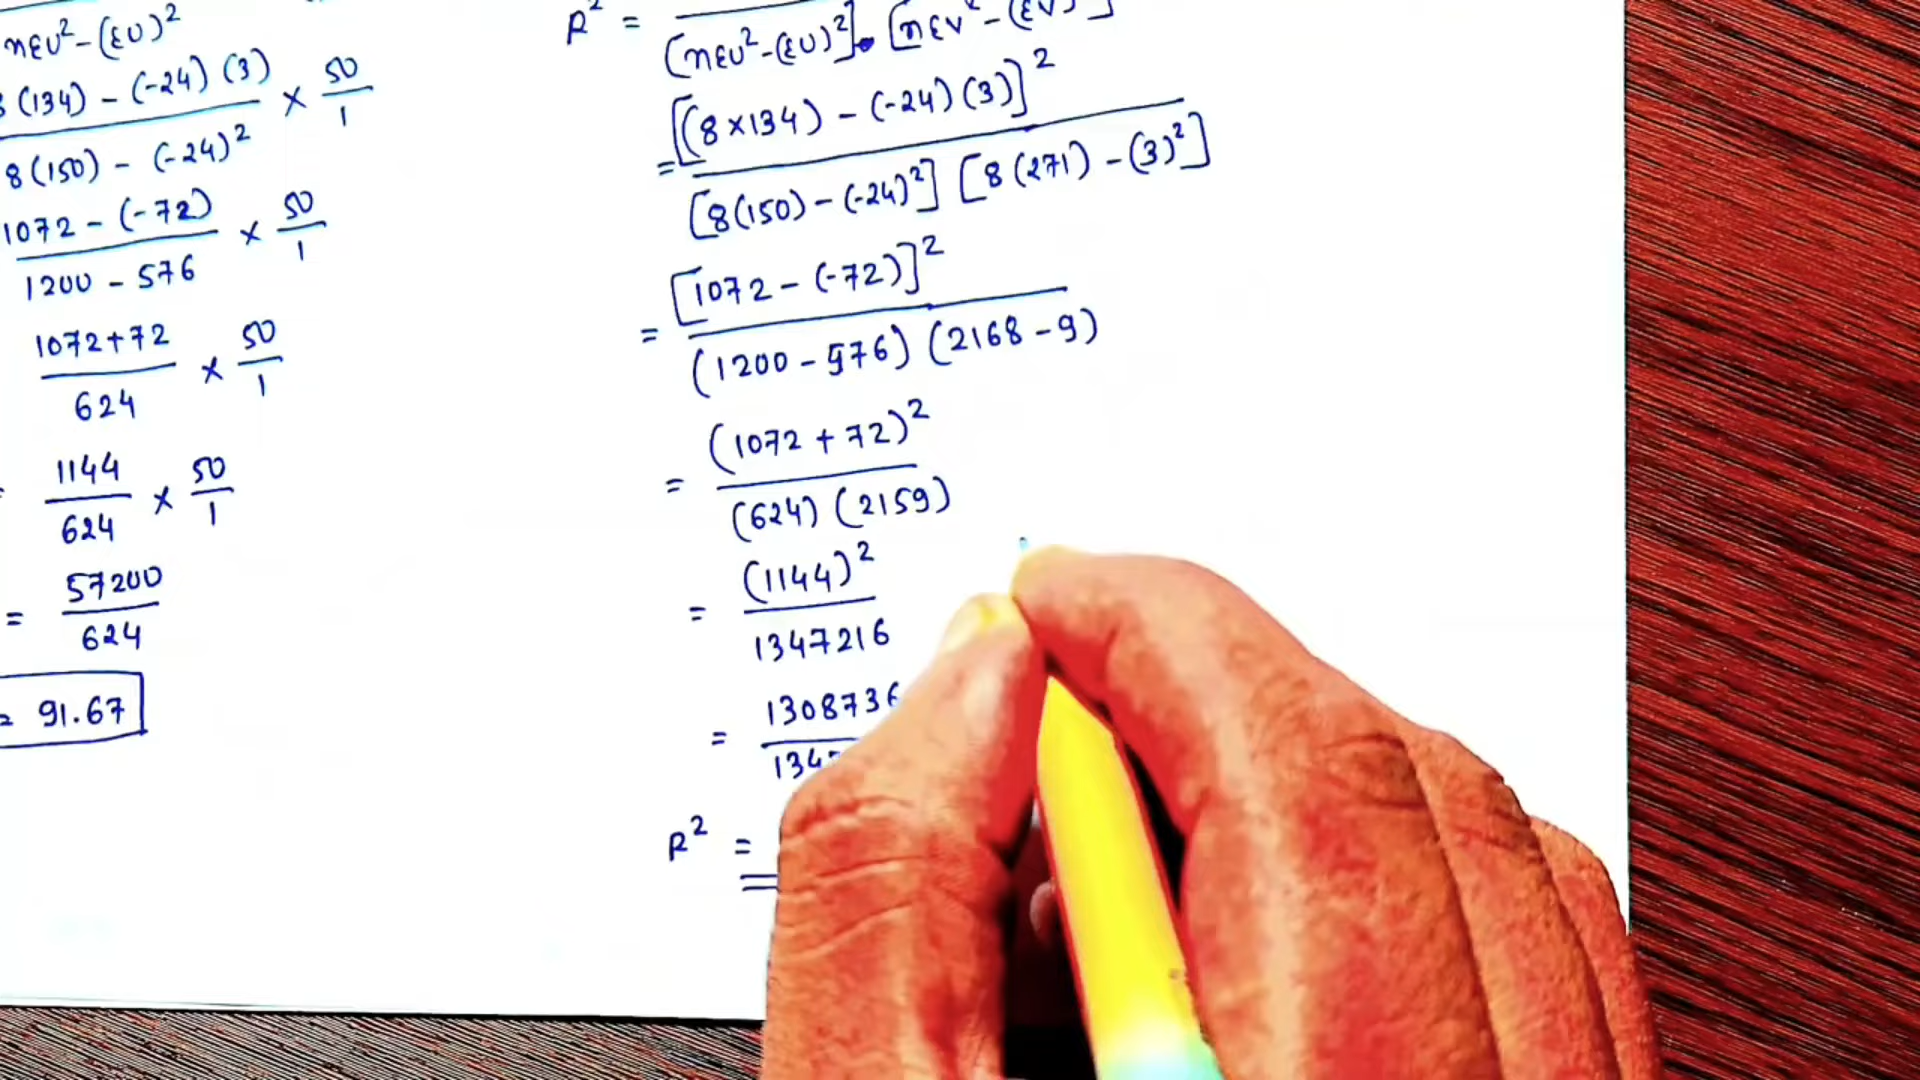 nΣU² - (ΣU)²
(134) - (-24) (3) × 50
8 (150) - (-24)² 1
1072 - (-72) × 50
1200 - 576 1
1072 + 72 × 50
624 1
1144 × 50
624 1
= 57200
624
= 91.67
R² =
[nΣU² - (ΣU)²] . [nΣV² - (ΣV)
[(8 × 134) - (-24) (3)]²
=
[8 (150) - (-24)²] [8 (271) - (3)²]
[1072 - (-72)]²
=
(1200 - 576) (2168 - 9)
(1072 + 72)²
=
(624) (2159)
(1144)²
=
1347216
1308736
=
134
R² =